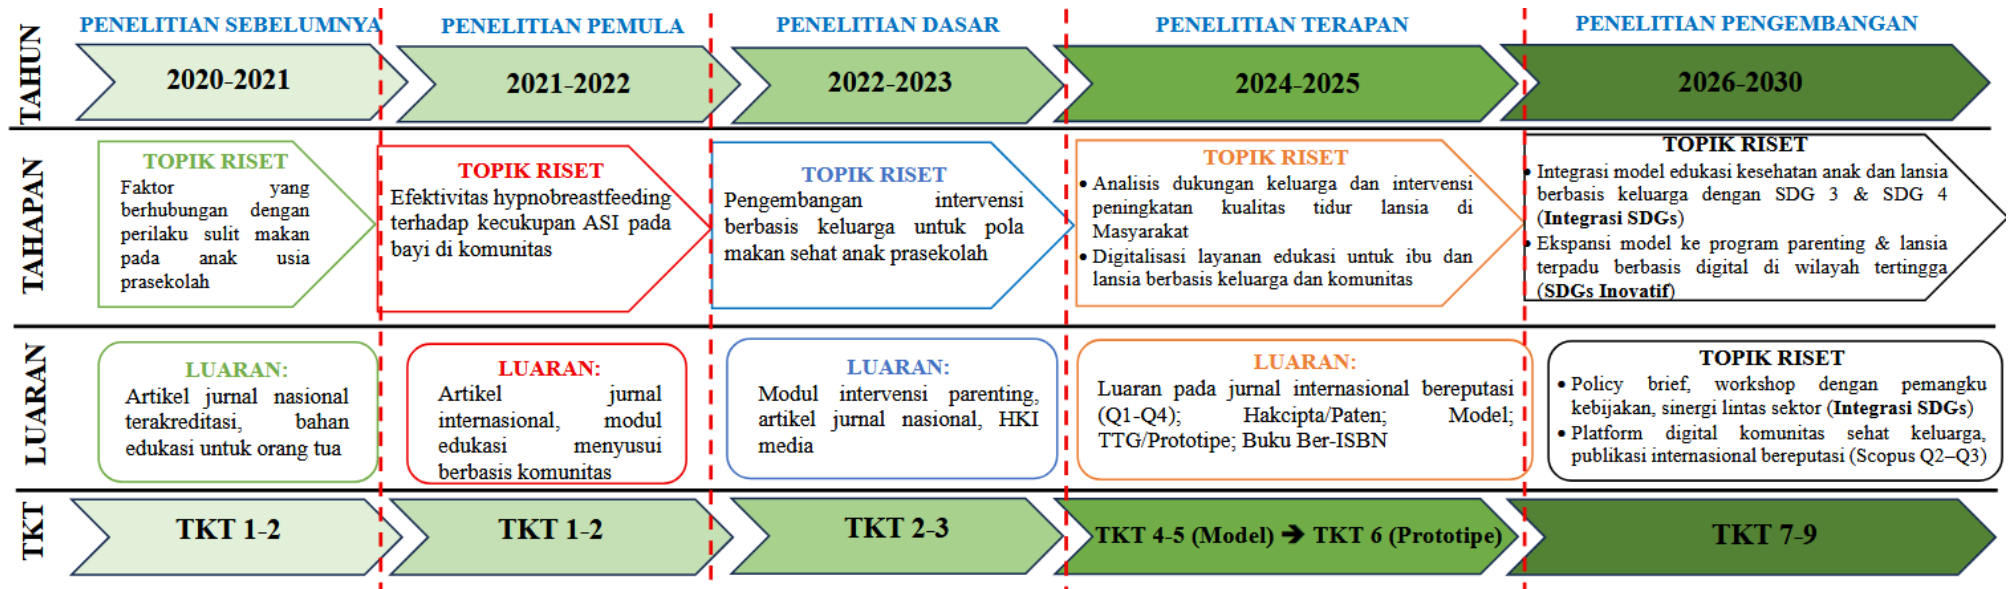 TAHUN
PENELITIAN SEBELUMNYA
PENELITIAN PEMULA
PENELITIAN DASAR
PENELITIAN TERAPAN
PENELITIAN PENGEMBANGAN
2020-2021
2021-2022
2022-2023
2024-2025
2026-2030
TAHAPAN
TOPIK RISET
Faktor yang
berhubungan dengan
perilaku sulit makan
pada anak usia
prasekolah
TOPIK RISET
Efektivitas hypnobreastfeeding
terhadap kecukupan ASI pada
bayi di komunitas
TOPIK RISET
Pengembangan intervensi
berbasis keluarga untuk pola
makan sehat anak prasekolah
TOPIK RISET
• Analisis dukungan keluarga dan intervensi
peningkatan kualitas tidur lansia di
Masyarakat
• Digitalisasi layanan edukasi untuk ibu dan
lansia berbasis keluarga dan komunitas
TOPIK RISET
• Integrasi model edukasi kesehatan anak dan lansia
berbasis keluarga dengan SDG 3 & SDG 4
(Integrasi SDGs)
• Ekspansi model ke program parenting & lansia
terpadu berbasis digital di wilayah tertingga
(SDGs Inovatif)
LUARAN
LUARAN:
Artikel jurnal nasional
terakreditasi, bahan
edukasi untuk orang tua
LUARAN:
Artikel jurnal
internasional, modul
edukasi menyusui
berbasis komunitas
LUARAN:
Modul intervensi parenting,
artikel jurnal nasional, HKI
media
LUARAN:
Luaran pada jurnal internasional bereputasi
(Q1-Q4); Hakcipta/Paten; Model;
TTG/Prototipe; Buku Ber-ISBN
TOPIK RISET
• Policy brief, workshop dengan pemangku
kebijakan, sinergi lintas sektor (Integrasi SDGs)
• Platform digital komunitas sehat keluarga,
publikasi internasional bereputasi (Scopus Q2–Q3)
TKT
TKT 1-2
TKT 1-2
TKT 2-3
TKT 4-5 (Model) ➔ TKT 6 (Prototipe)
TKT 7-9